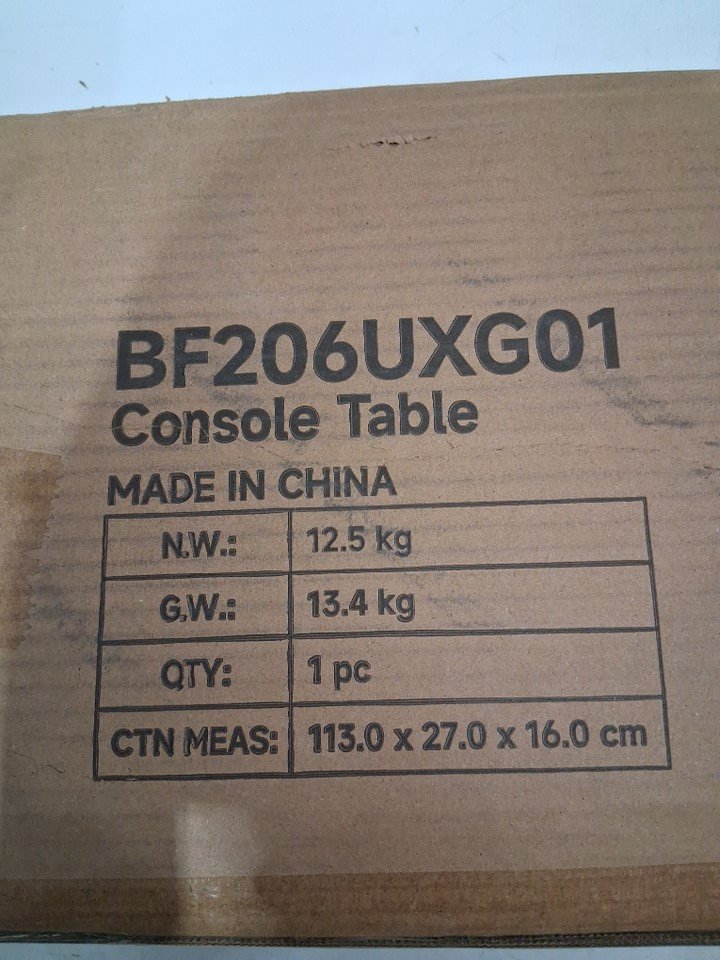 BF206UXG01
Console Table
MADE IN CHINA
N.W.: 12.5 kg
G.W.: 13.4 kg
QTY: 1 pc
CTN MEAS: 113.0 x 27.0 x 16.0 cm